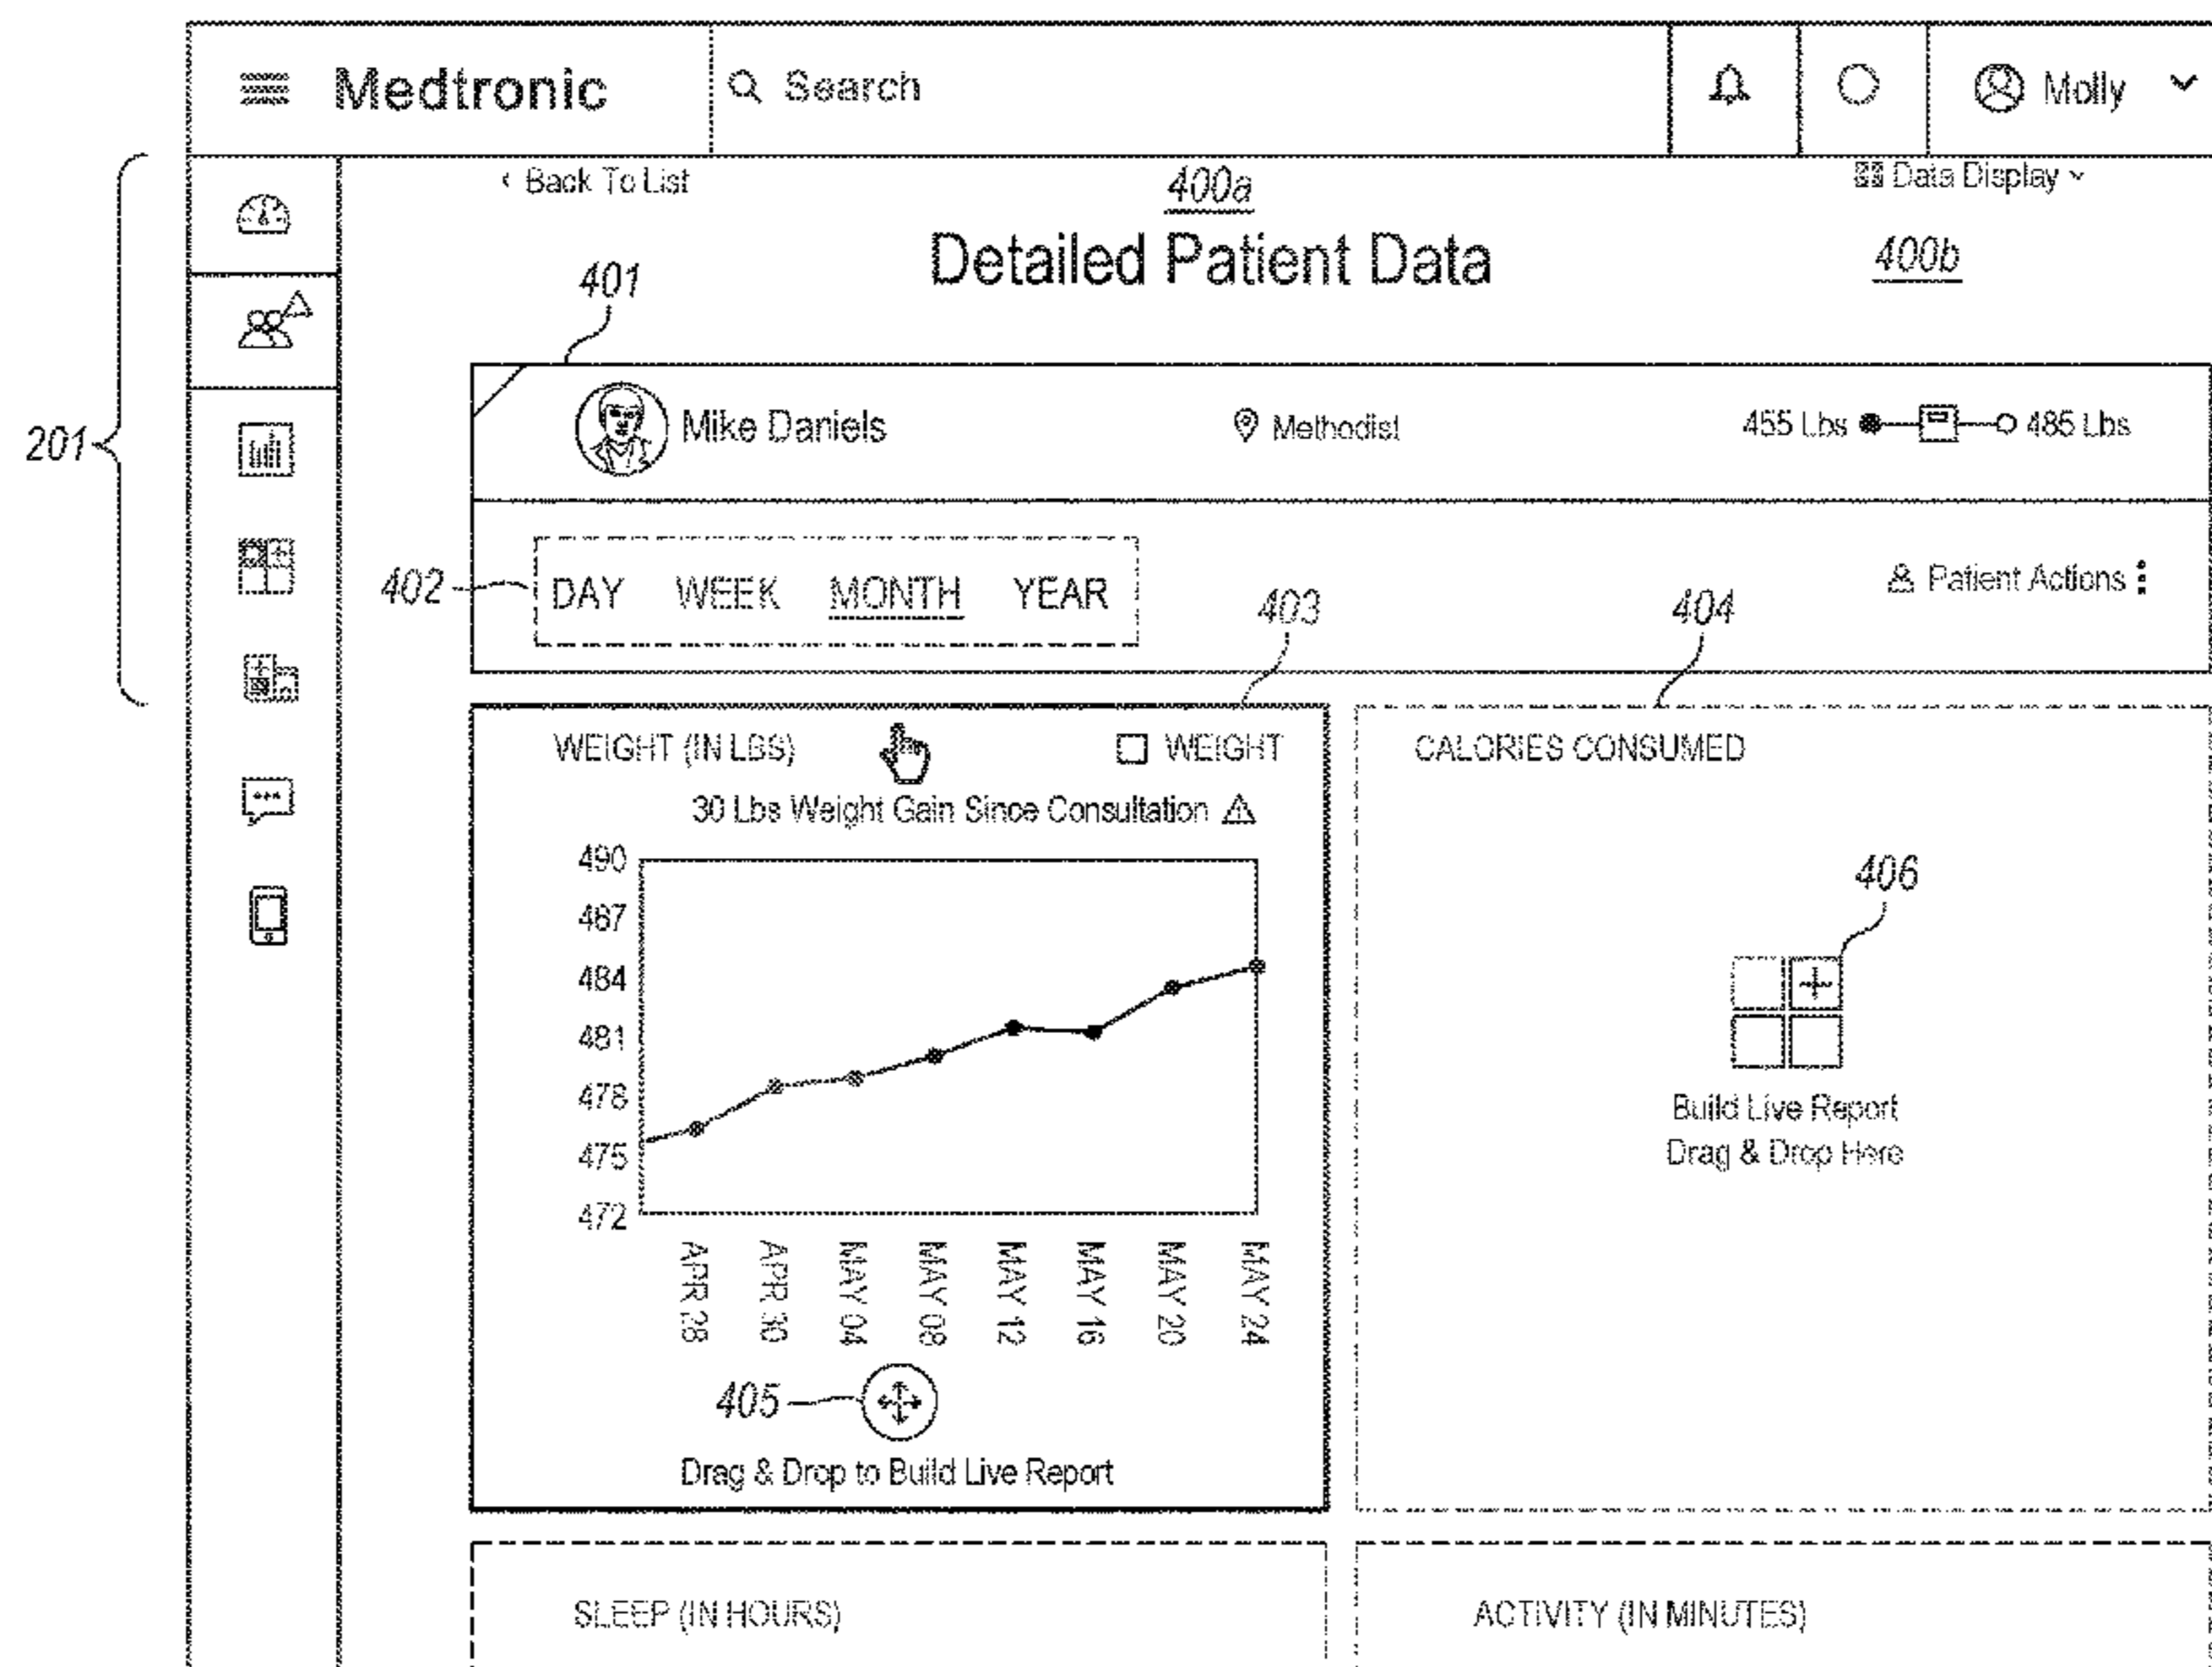 Medtronic
Search
Molly
‹ Back To List
400a
Data Display
Detailed Patient Data
400b
401
Mike Daniels
Methodist
455 Lbs
485 Lbs
201
402
DAY WEEK MONTH YEAR
Patient Actions
403
404
WEIGHT (IN LBS)
WEIGHT
30 Lbs Weight Gain Since Consultation
490
467
484
481
478
475
472
APR 28
APR 30
MAY 04
MAY 08
MAY 12
MAY 16
MAY 20
MAY 24
405
Drag & Drop to Build Live Report
CALORIES CONSUMED
406
Build Live Report
Drag & Drop Here
SLEEP (IN HOURS)
ACTIVITY (IN MINUTES)